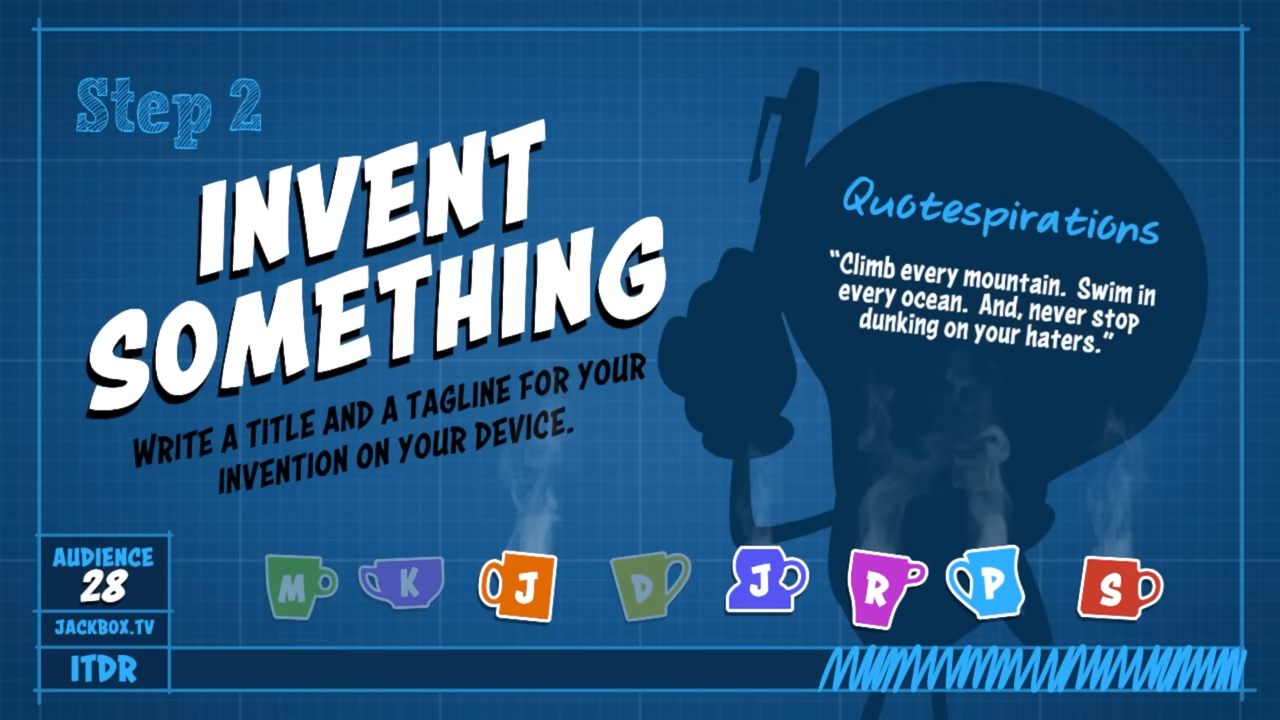 Step 2
INVENT
SOMETHING
WRITE A TITLE AND A TAGLINE FOR YOUR
INVENTION ON YOUR DEVICE.
Quotespirations
"Climb every mountain. Swim in
every ocean. And, never stop
dunking on your haters."
M K J D J R P S
AUDIENCE
28
JACKBOX.TV
ITDR